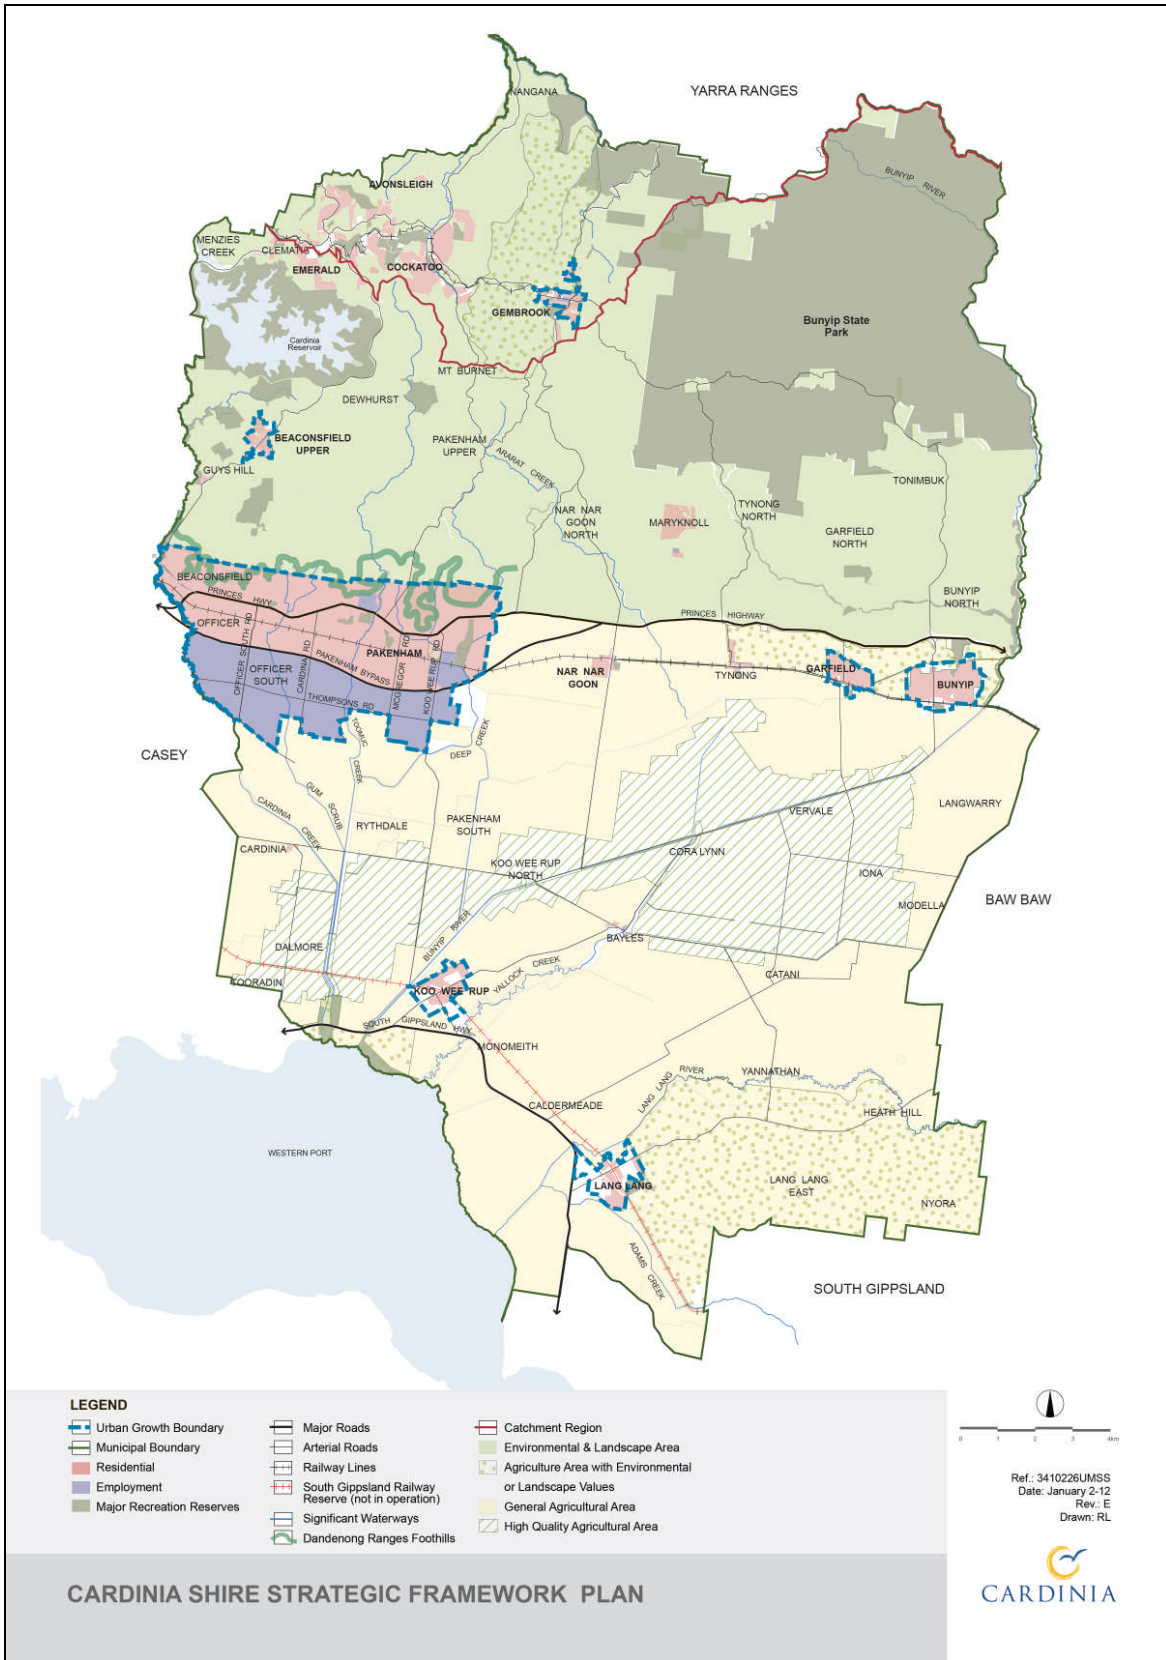 YARRA RANGES
NANGANA
BUNYIP RIVER
AVONSLEIGH
MENZIES
CREEK
CLEMATIS
EMERALD
COCKATOO
GEMBROOK
Bunyip State
Park
Cardinia
Reservoir
MT BURNET
DEWHURST
BEACONSFIELD
UPPER
PAKENHAM
UPPER
ARARAT CREEK
GUYS HILL
TONIMBUK
NAR NAR
GOON
NORTH
MARYKNOLL
TYNONG
NORTH
GARFIELD
NORTH
BEACONSFIELD
PRINCES HWY
BUNYIP
NORTH
PRINCES HIGHWAY
OFFICER
OFFICER SOUTH RD
CARDINIA RD
PAKENHAM
PAKENHAM BYPASS
MCGREGOR RD
KOO WEE RUP RD
OFFICER
SOUTH
THOMPSONS RD
NAR NAR
GOON
TYNONG
GARFIELD
BUNYIP
CASEY
TOOMUC CREEK
DEEP CREEK
GUM SCRUB
CARDINIA CREEK
RYTHDALE
PAKENHAM
SOUTH
VERVALE
LANGWARRY
CARDINIA
KOO WEE RUP
NORTH
CORA LYNN
IONA
MODELLA
BAW BAW
BUNYIP RIVER
DALMORE
BAYLES
TOORADIN
KOO WEE RUP
YALLOCK CREEK
CATANI
SOUTH GIPPSLAND HWY
MONOMEITH
LANG LANG RIVER
YANNATHAN
CALDERMEADE
HEATH HILL
WESTERN PORT
LANG LANG
LANG LANG
EAST
NYORA
ADAMS CREEK
SOUTH GIPPSLAND
LEGEND
Urban Growth Boundary
Municipal Boundary
Residential
Employment
Major Recreation Reserves
Major Roads
Arterial Roads
Railway Lines
South Gippsland Railway
Reserve (not in operation)
Significant Waterways
Dandenong Ranges Foothills
Catchment Region
Environmental & Landscape Area
Agriculture Area with Environmental
or Landscape Values
General Agricultural Area
High Quality Agricultural Area
0 1 2 3 4km
Ref.: 3410226UMSS
Date: January 2-12
Rev.: E
Drawn: RL
CARDINIA
CARDINIA SHIRE STRATEGIC FRAMEWORK PLAN